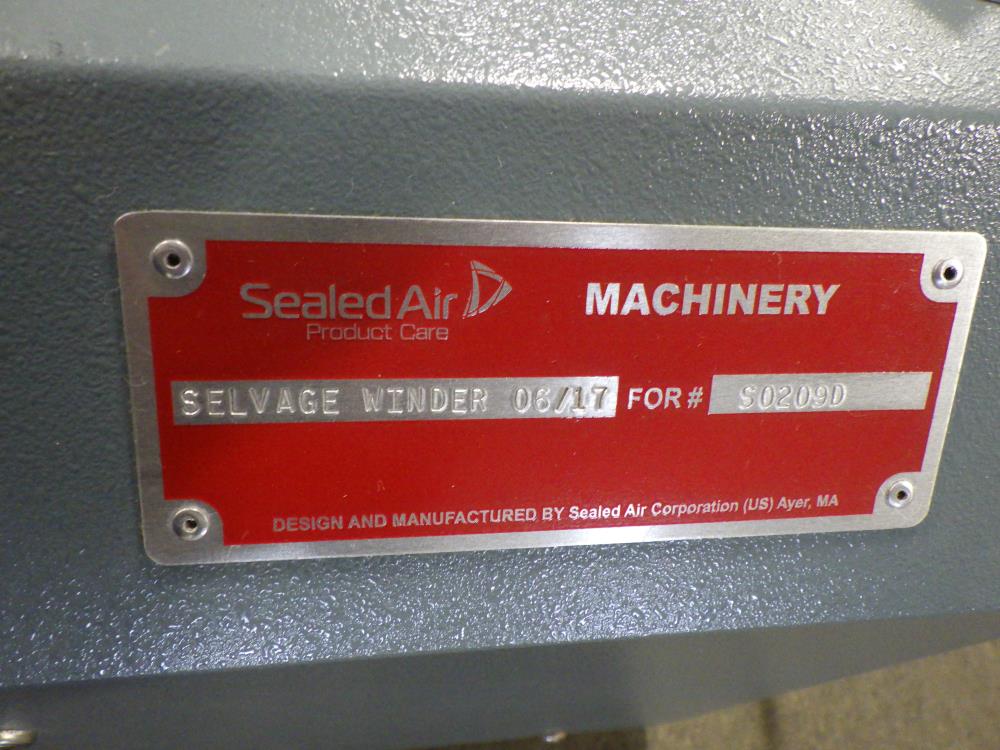 Sealed Air
Product Care
MACHINERY
SELVAGE WINDER 06/17 FOR # S0209D
DESIGN AND MANUFACTURED BY Sealed Air Corporation (US) Ayer, MA